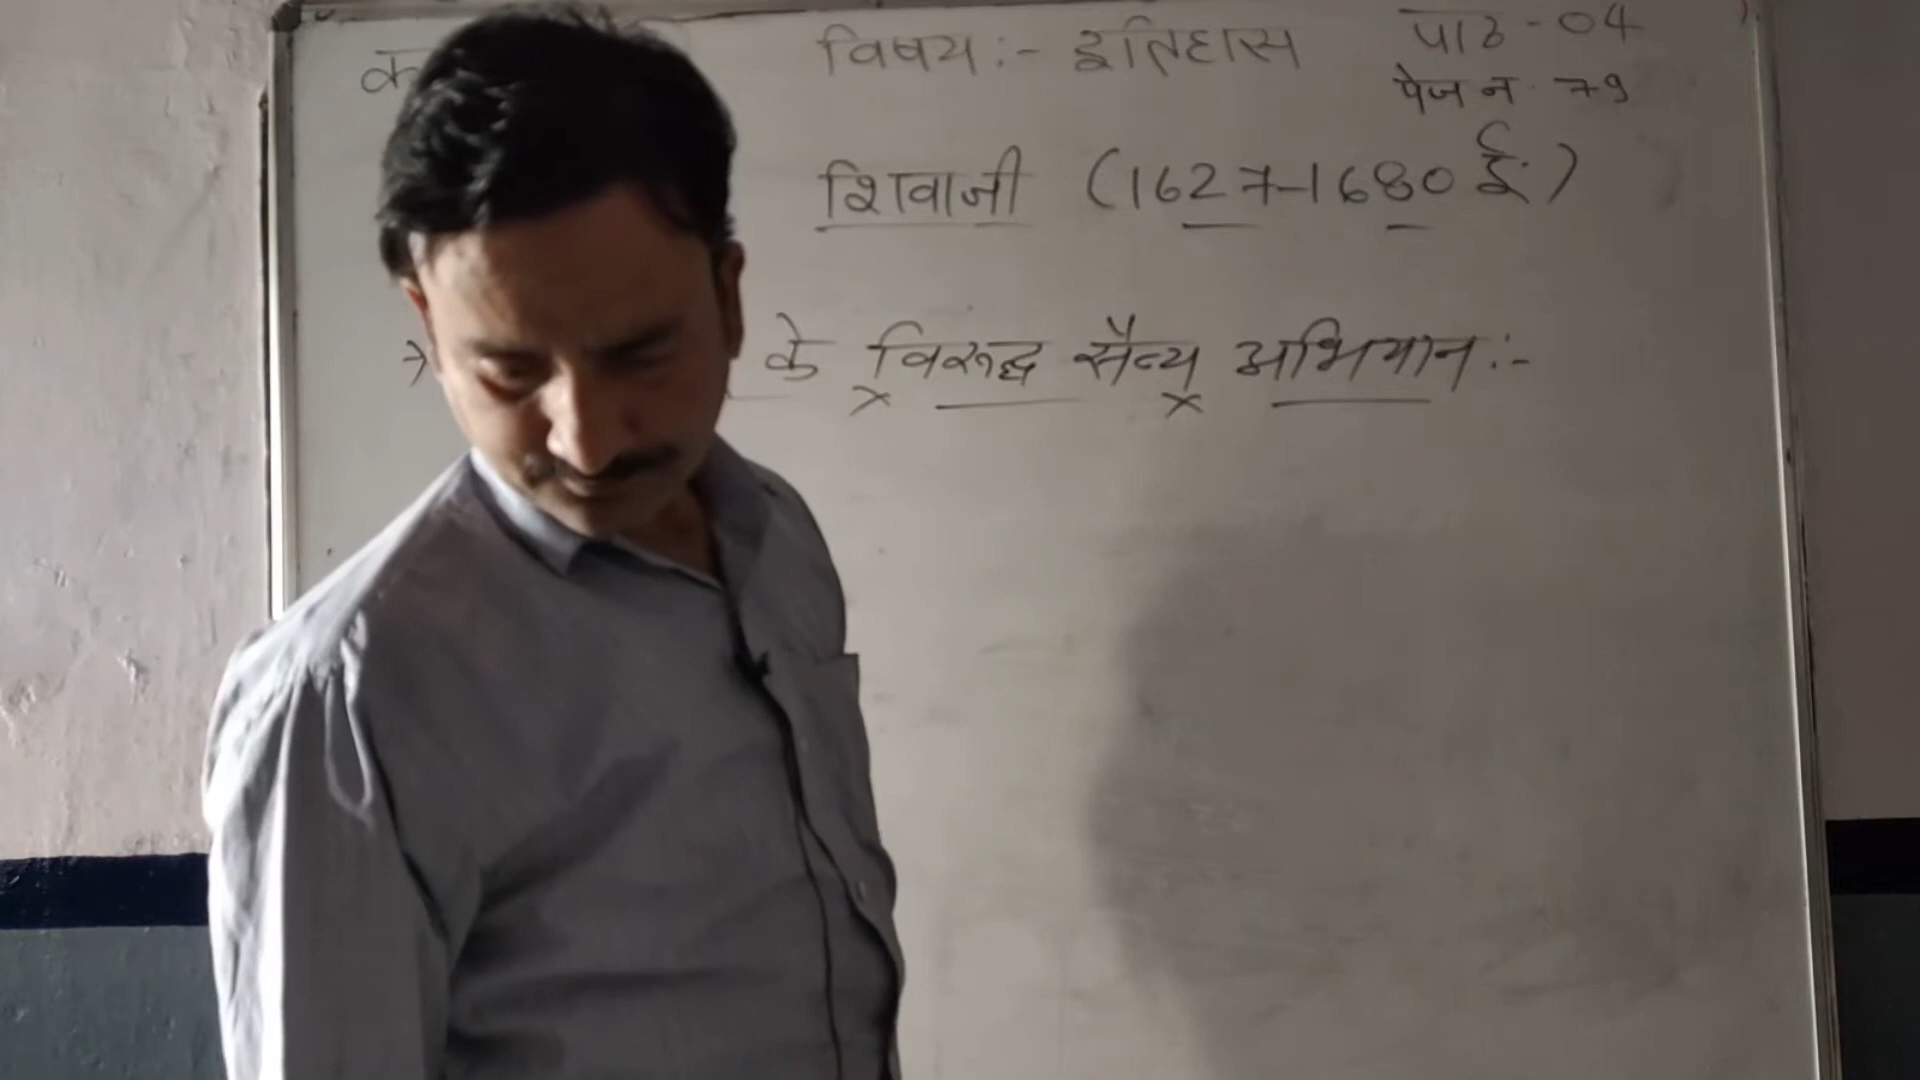 विषय:- इतिहास
पाठ-04
पेज न. 79
शिवाजी (1627-1680 ई.)
→ के विरूद्ध सैन्य अभियान:-